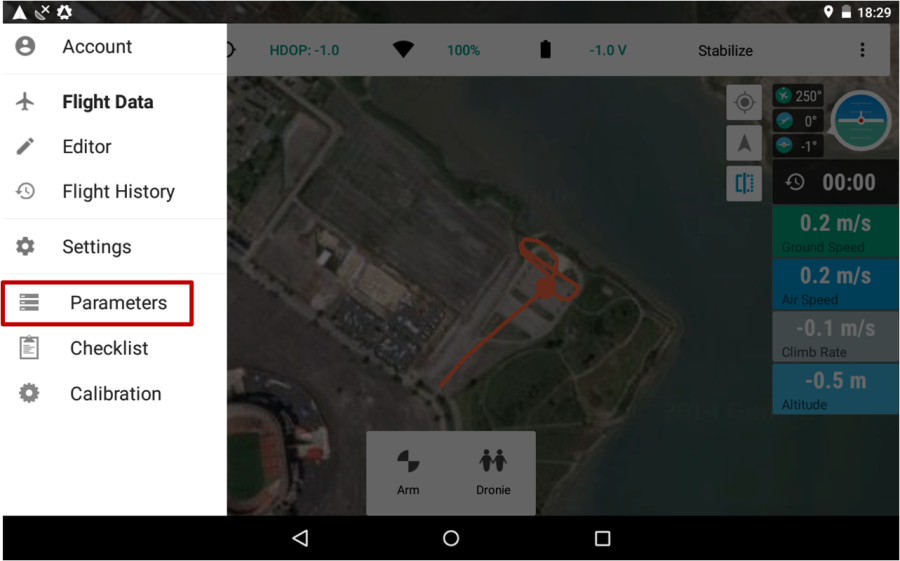 18:29
Account
Flight Data
Editor
Flight History
Settings
Parameters
Checklist
Calibration
HDOP: -1.0
100%
-1.0 V
Stabilize
250°
0°
-1°
00:00
0.2 m/s
Ground Speed
0.2 m/s
Air Speed
-0.1 m/s
Climb Rate
-0.5 m
Altitude
Arm
Dronie